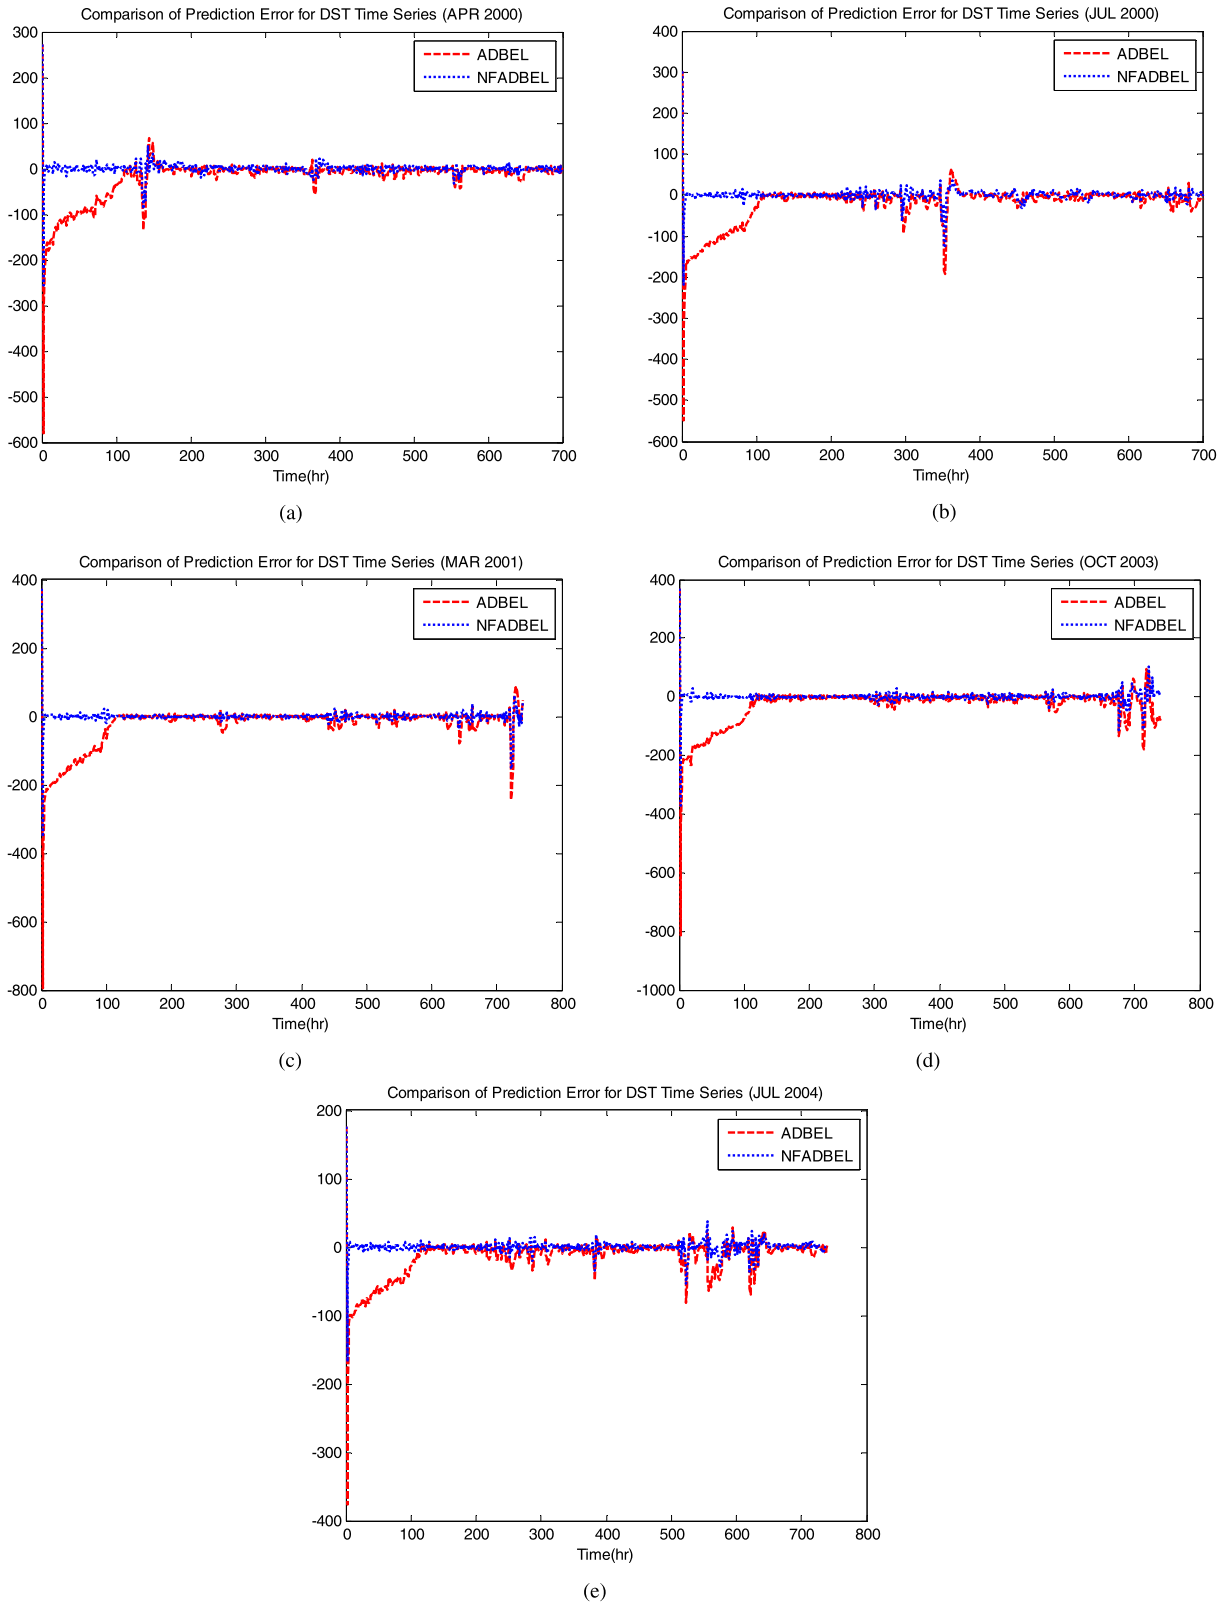 Comparison of Prediction Error for DST Time Series (APR 2000)
300
200
100
0
-100
-200
-300
-400
-500
-600
0 100 200 300 400 500 600 700
Time(hr)
ADBEL
NFADBEL
(a)
Comparison of Prediction Error for DST Time Series (JUL 2000)
400
300
200
100
0
-100
-200
-300
-400
-500
-600
0 100 200 300 400 500 600 700
Time(hr)
ADBEL
NFADBEL
(b)
Comparison of Prediction Error for DST Time Series (MAR 2001)
400
200
0
-200
-400
-600
-800
0 100 200 300 400 500 600 700 800
Time(hr)
ADBEL
NFADBEL
(c)
Comparison of Prediction Error for DST Time Series (OCT 2003)
400
200
0
-200
-400
-600
-800
-1000
0 100 200 300 400 500 600 700 800
Time(hr)
ADBEL
NFADBEL
(d)
Comparison of Prediction Error for DST Time Series (JUL 2004)
200
100
0
-100
-200
-300
-400
0 100 200 300 400 500 600 700 800
Time(hr)
ADBEL
NFADBEL
(e)